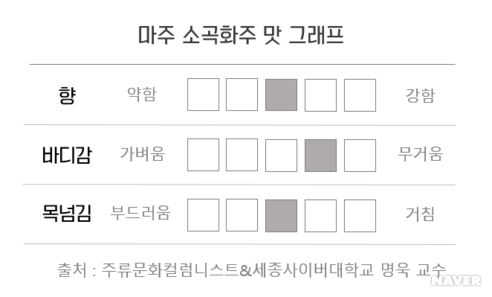 마주 소곡화주 맛 그래프
향 약함 강함
바디감 가벼움 무거움
목넘김 부드러움 거침
출처 : 주류문화컬럼니스트&세종사이버대학교 명욱 교수
NAVER